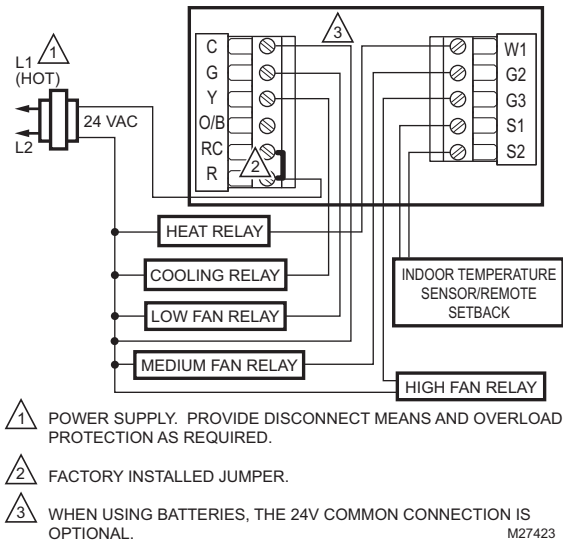 L1
(HOT)
1
L2
24 VAC
C
G
Y
O/B
RC
R
2
3
W1
G2
G3
S1
S2
HEAT RELAY
COOLING RELAY
LOW FAN RELAY
MEDIUM FAN RELAY
INDOOR TEMPERATURE
SENSOR/REMOTE
SETBACK
HIGH FAN RELAY
1 POWER SUPPLY. PROVIDE DISCONNECT MEANS AND OVERLOAD
PROTECTION AS REQUIRED.
2 FACTORY INSTALLED JUMPER.
3 WHEN USING BATTERIES, THE 24V COMMON CONNECTION IS
OPTIONAL.
M27423